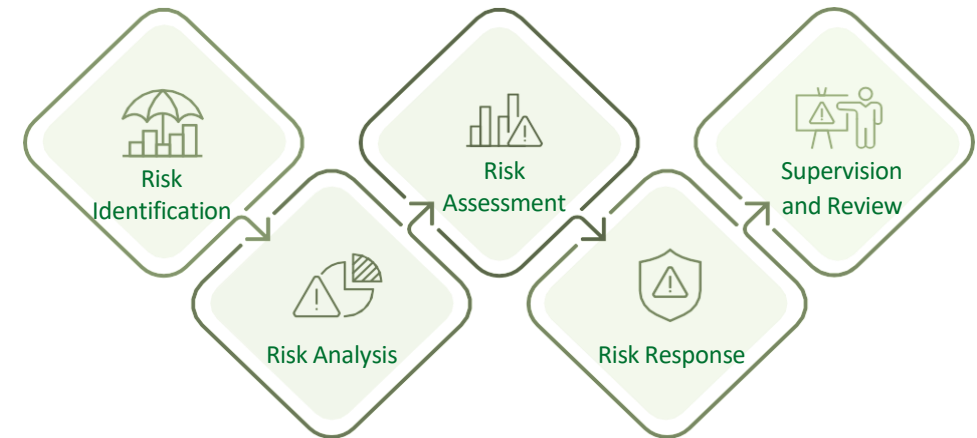 Risk
Identification
Risk Analysis
Risk
Assessment
Risk Response
Supervision
and Review